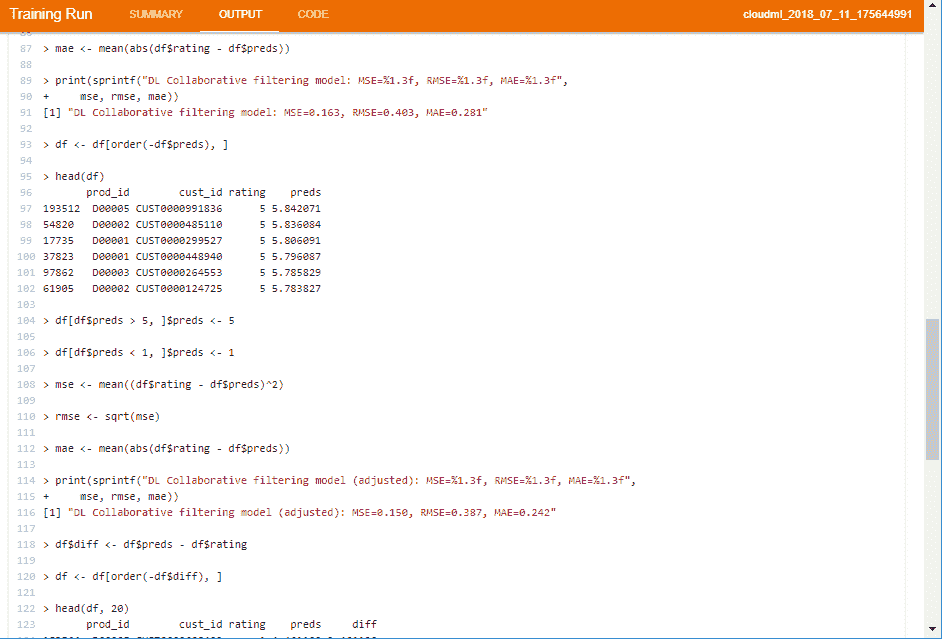 Training Run SUMMARY OUTPUT CODE cloudml_2018_07_11_175644991
87 > mae <- mean(abs(df$rating - df$preds))
88
89 > print(sprintf("DL Collaborative filtering model: MSE=%1.3f, RMSE=%1.3f, MAE=%1.3f",
90 + mse, rmse, mae))
91 [1] "DL Collaborative filtering model: MSE=0.163, RMSE=0.403, MAE=0.281"
92
93 > df <- df[order(-df$preds), ]
94
95 > head(df)
96 prod_id cust_id rating preds
97 193512 D00005 CUST0000991836 5 5.842071
98 54820 D00002 CUST0000485110 5 5.836084
99 17735 D00001 CUST0000299527 5 5.806091
100 37823 D00001 CUST0000448940 5 5.796087
101 97862 D00003 CUST0000264553 5 5.785829
102 61905 D00002 CUST0000124725 5 5.783827
103
104 > df[df$preds > 5, ]$preds <- 5
105
106 > df[df$preds < 1, ]$preds <- 1
107
108 > mse <- mean((df$rating - df$preds)^2)
109
110 > rmse <- sqrt(mse)
111
112 > mae <- mean(abs(df$rating - df$preds))
113
114 > print(sprintf("DL Collaborative filtering model (adjusted): MSE=%1.3f, RMSE=%1.3f, MAE=%1.3f",
115 + mse, rmse, mae))
116 [1] "DL Collaborative filtering model (adjusted): MSE=0.150, RMSE=0.387, MAE=0.242"
117
118 > df$diff <- df$preds - df$rating
119
120 > df <- df[order(-df$diff), ]
121
122 > head(df, 20)
123 prod_id cust_id rating preds diff